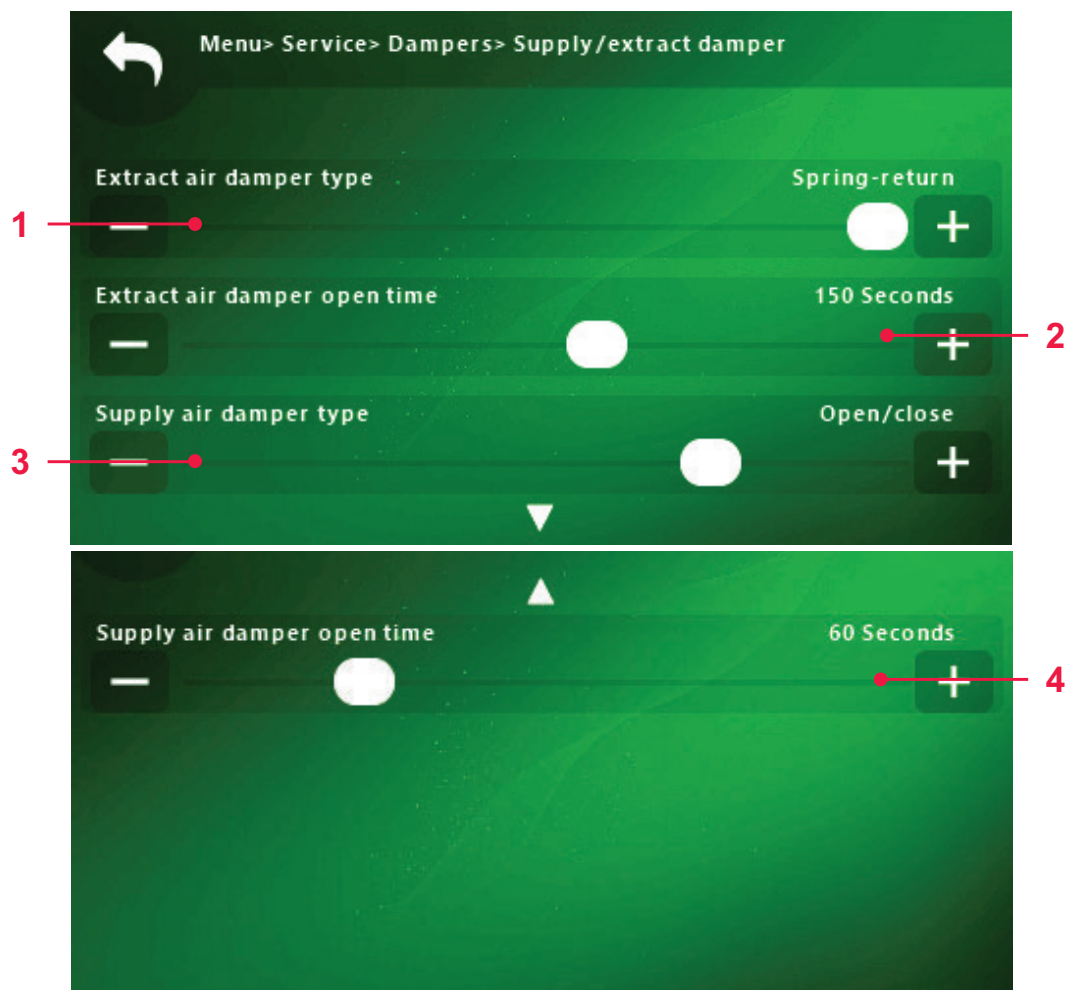 Menu> Service> Dampers> Supply/extract damper
Extract air damper type Spring-return
1
Extract air damper open time 150 Seconds
2
Supply air damper type Open/close
3
Supply air damper open time 60 Seconds
4